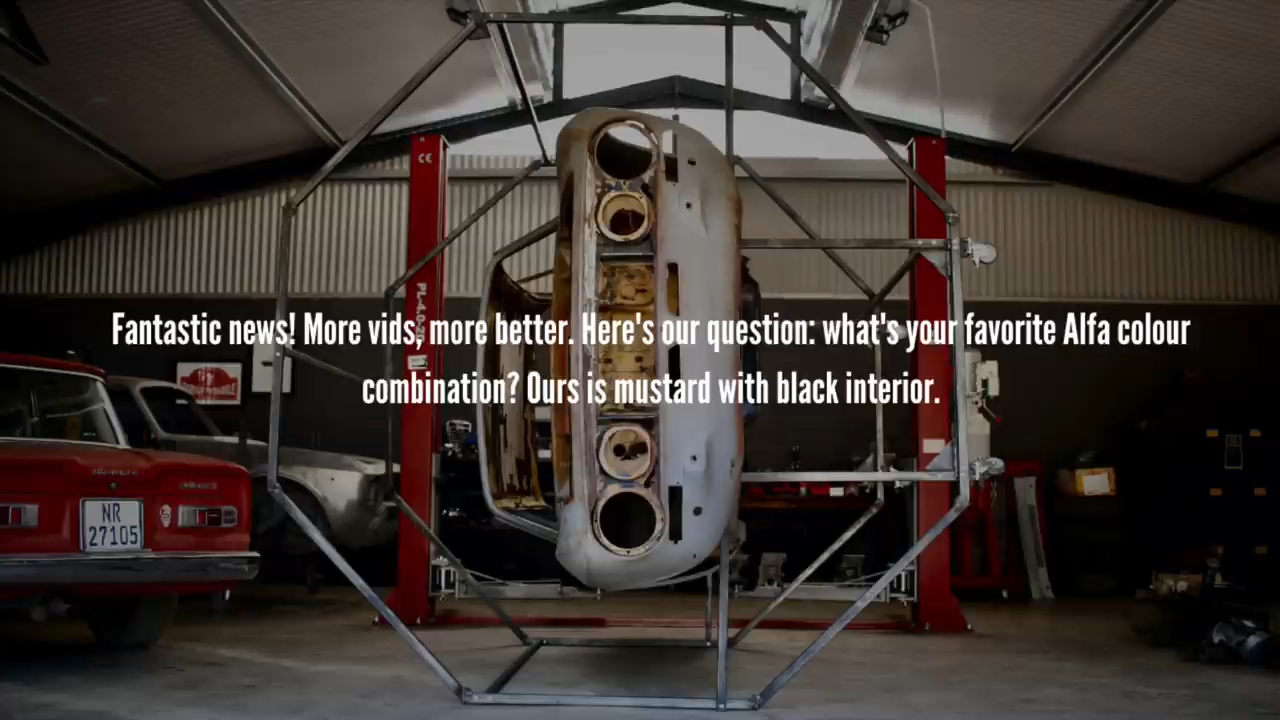 Fantastic news! More vids, more better. Here's our question: what's your favorite Alfa colour
combination? Ours is mustard with black interior.
CE
NR
27105